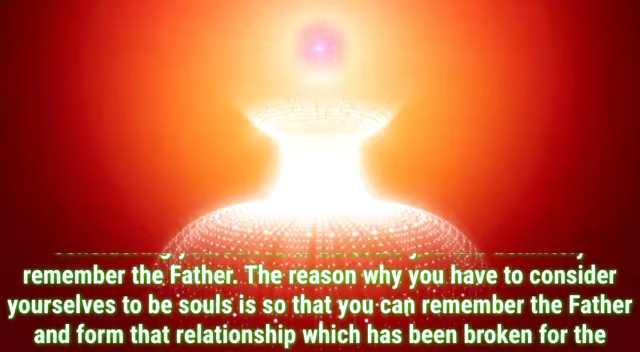 remember the Father. The reason why you have to consider
yourselves to be souls is so that you can remember the Father
and form that relationship which has been broken for the